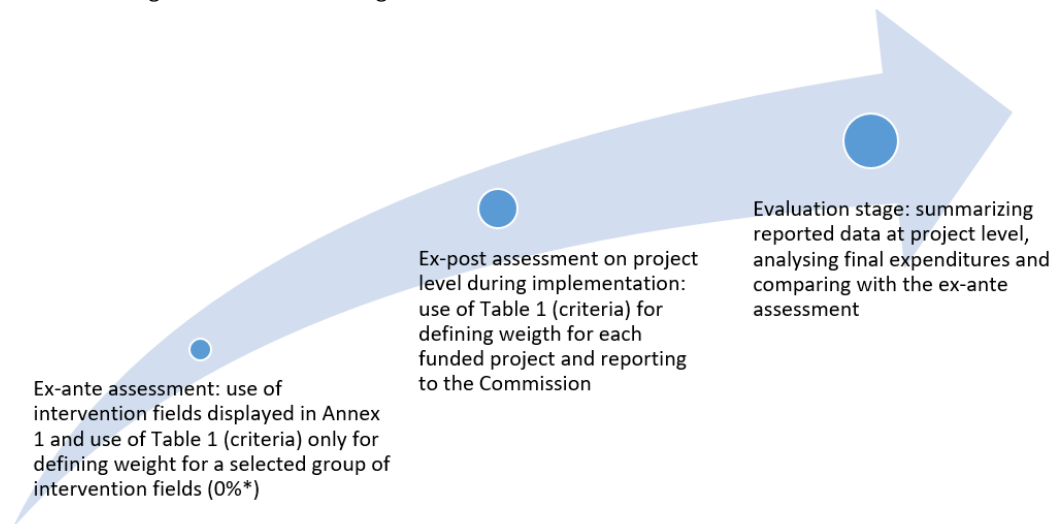 Ex-ante assessment: use of
intervention fields displayed in Annex
1 and use of Table 1 (criteria) only for
defining weight for a selected group of
intervention fields (0%*)
Ex-post assessment on project
level during implementation:
use of Table 1 (criteria) for
defining weigth for each
funded project and reporting
to the Commission
Evaluation stage: summarizing
reported data at project level,
analysing final expenditures and
comparing with the ex-ante
assessment